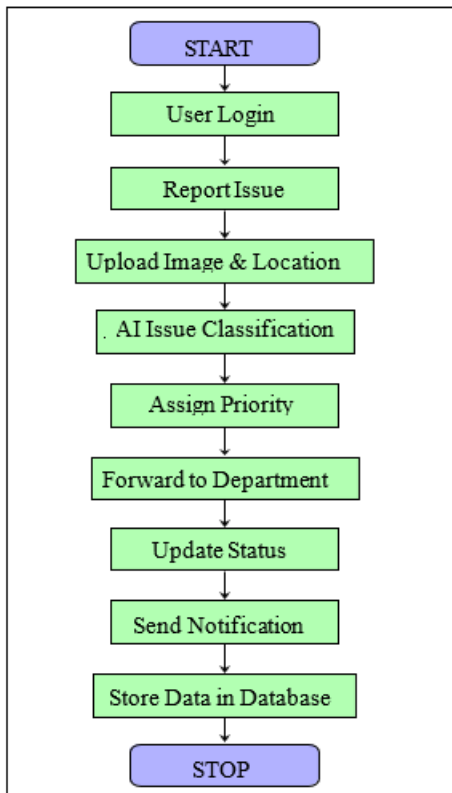 START
User Login
Report Issue
Upload Image & Location
. AI Issue Classification
Assign Priority
Forward to Department
Update Status
Send Notification
Store Data in Database
STOP